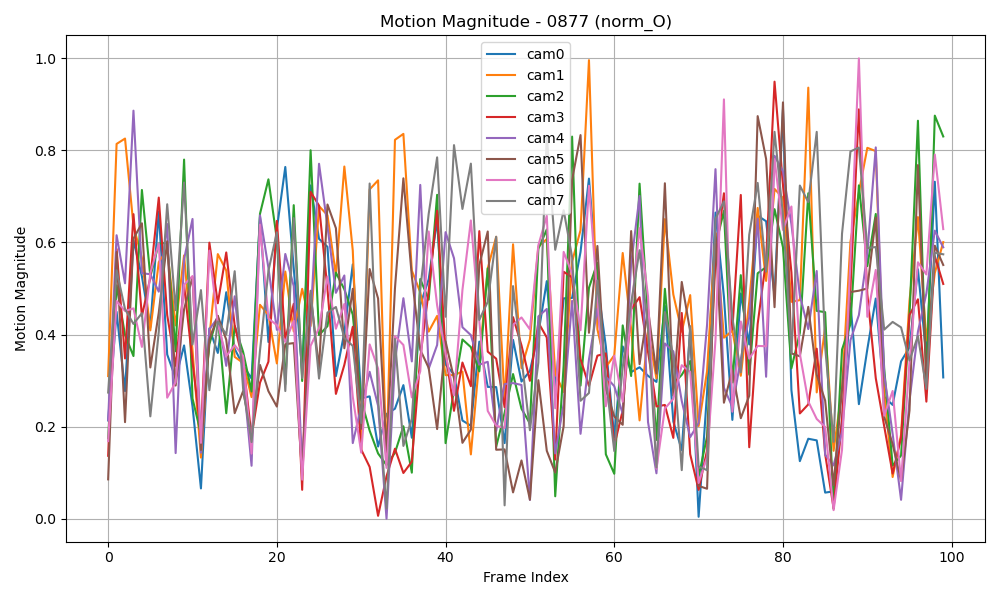 Motion Magnitude - 0877 (norm_O)
Motion Magnitude
1.0
0.8
0.6
0.4
0.2
0.0
cam0
cam1
cam2
cam3
cam4
cam5
cam6
cam7
0 20 40 60 80 100
Frame Index